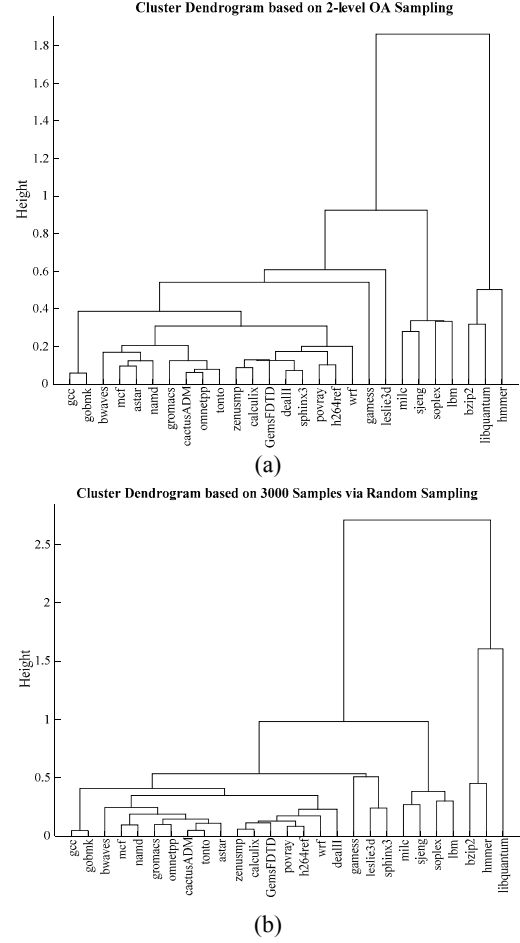 Cluster Dendrogram based on 2-level OA Sampling
1.8
1.6
1.4
1.2
1
0.8
0.6
0.4
0.2
0
Height
gcc
gobmk
bwaves
mcf
astar
namd
gromacs
cactusADM
omnetpp
tonto
zenusmp
calculix
GemsFDTD
dealII
sphinx3
povray
h264ref
wrf
gamess
leslie3d
milc
sjeng
soplex
lbm
bzip2
libquantum
hmmer
(a)
Cluster Dendrogram based on 3000 Samples via Random Sampling
2.5
2
1.5
1
0.5
0
Height
gcc
gobmk
bwaves
mcf
namd
gromacs
omnetpp
cactusADM
tonto
astar
zenusmp
calculix
GemsFDTD
povray
h264ref
wrf
dealII
gamess
leslie3d
sphinx3
milc
sjeng
soplex
lbm
bzip2
hmmer
libquantum
(b)